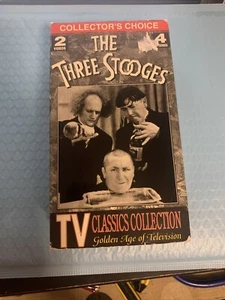 COLLECTOR'S CHOICE
2
4
THE
THREE STOOGES
TV CLASSICS COLLECTION
Golden Age of Television